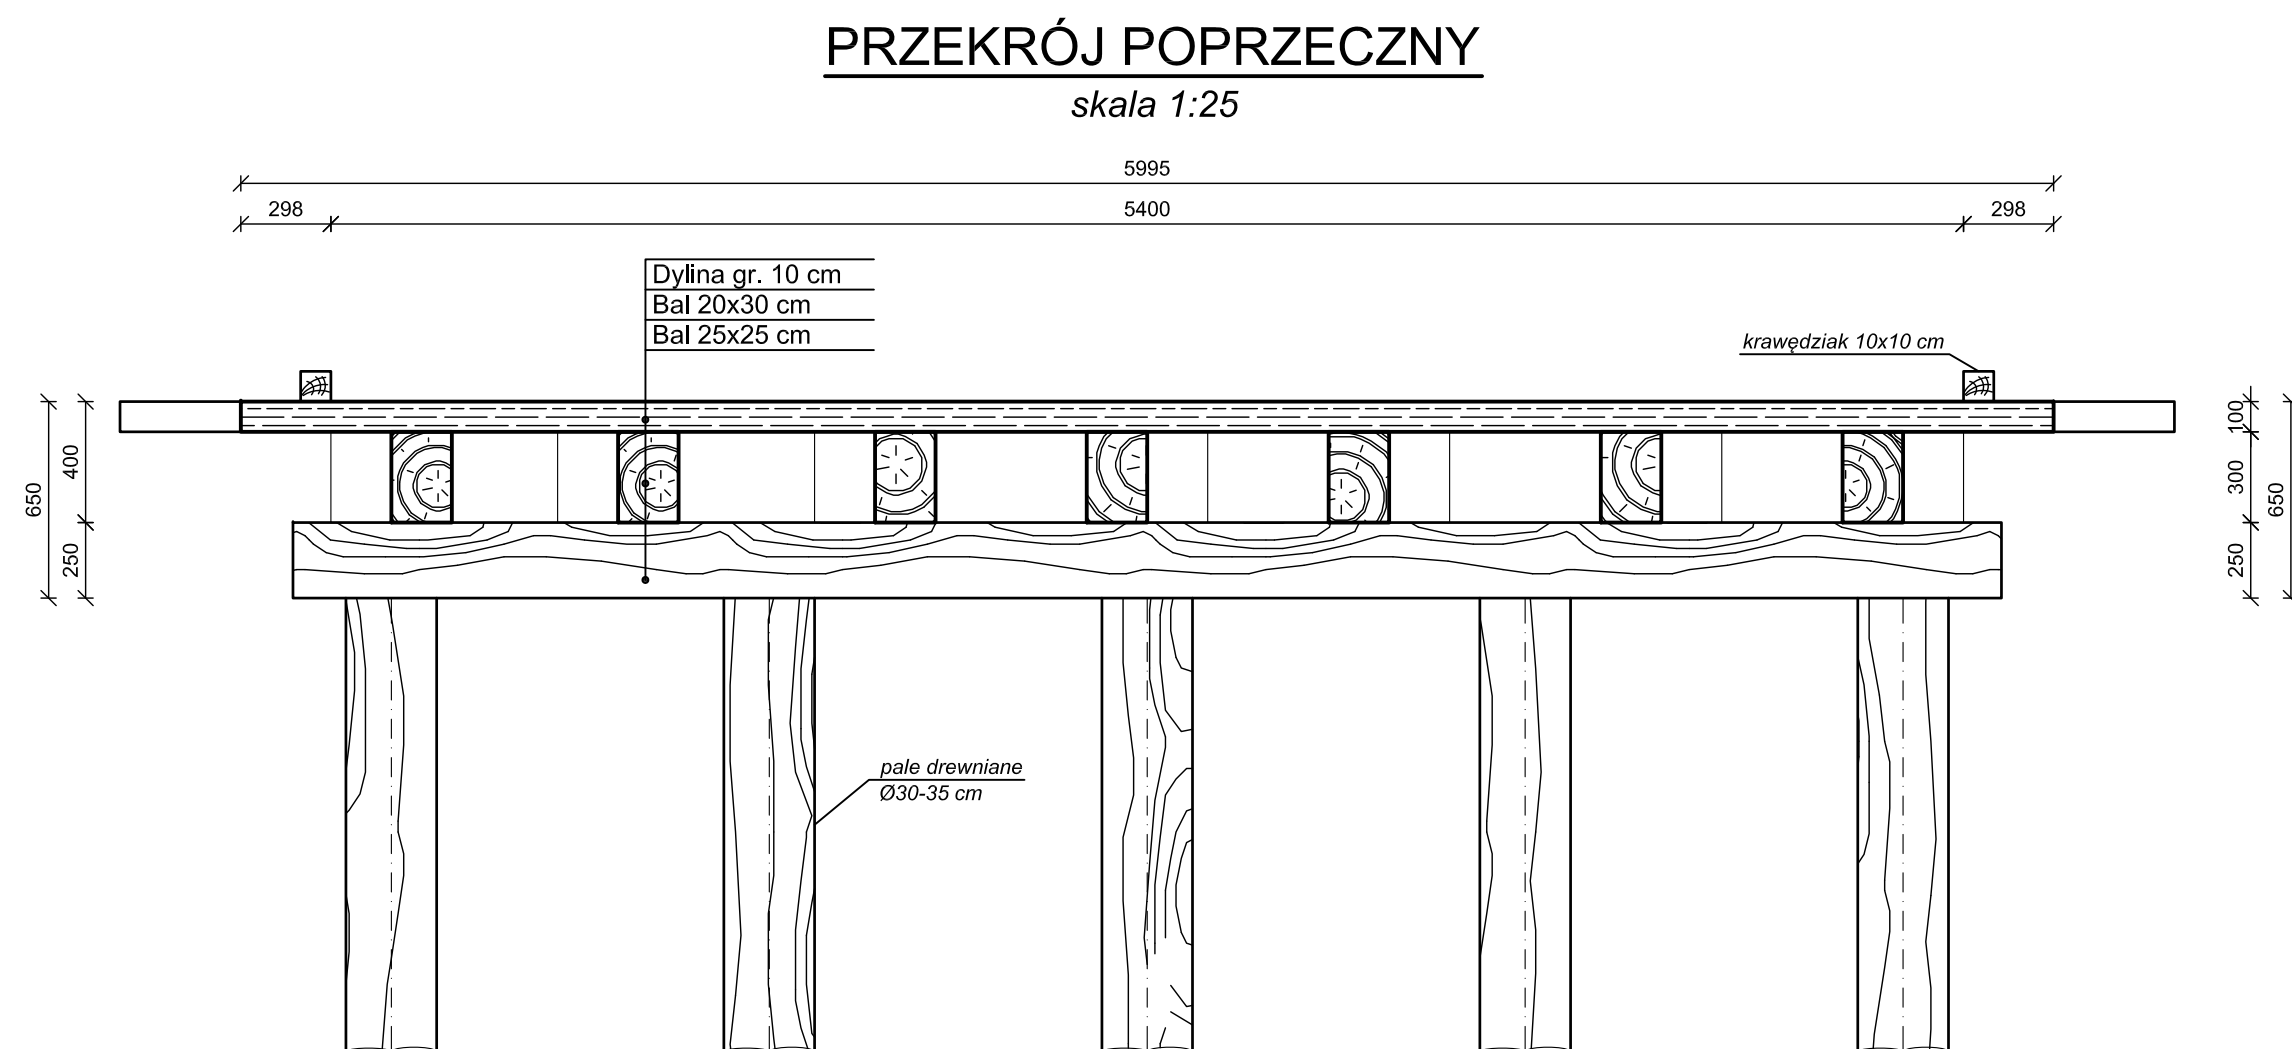 PRZEKRÓJ POPRZECZNY
skala 1:25
5995
298
5400
298
Dylina gr. 10 cm
Bal 20x30 cm
Bal 25x25 cm
krawędziak 10x10 cm
650
400
250
100
300
250
650
pale drewniane
Ø30-35 cm